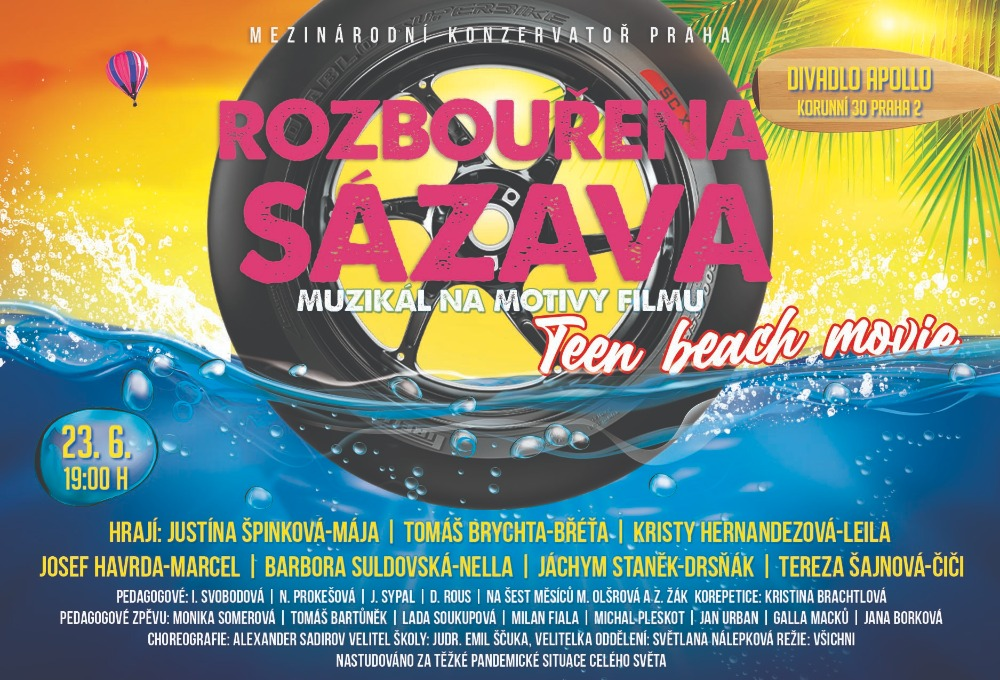 MEZINÁRODNÍ KONZERVATOŘ PRAHA
DIVADLO APOLLO
KORUNNÍ 30 PRAHA 2
ROZBOUŘENÁ
SÁZAVA
MUZIKÁL NA MOTIVY FILMU
Teen beach movie
23. 6.
19:00 H
HRAJÍ: JUSTÍNA ŠPINKOVÁ-MÁJA | TOMÁŠ BRYCHTA-BŘÉŤA | KRISTY HERNANDEZOVÁ-LEILA
JOSEF HAVRDA-MARCEL | BARBORA SULDOVSKÁ-NELLA | JÁCHYM STANĚK-DRSŇÁK | TEREZA ŠAJNOVÁ-ČIČI
PEDAGOGOVÉ: I. SVOBODOVÁ | N. PROKEŠOVÁ | J. SYPAL | D. ROUS | NA ŠEST MĚSÍCŮ M. OLŠROVÁ A Z. ŽÁK KOREPETICE: KRISTINA BRACHTLOVÁ
PEDAGOGOVÉ ZPĚVU: MONIKA SOMEROVÁ | TOMÁŠ BARTŮNĚK | LADA SOUKUPOVÁ | MILAN FIALA | MICHAL PLESKOT | JAN URBAN | GALLA MACKŮ | JANA BORKOVÁ
CHOREOGRAFIE: ALEXANDER SADIROV VELITEL ŠKOLY: JUDR. EMIL ŠČUKA, VELITELKA ODDĚLENÍ: SVĚTLANA NÁLEPKOVÁ REŽIE: VŠICHNI
NASTUDOVÁNO ZA TĚŽKÉ PANDEMICKÉ SITUACE CELÉHO SVĚTA